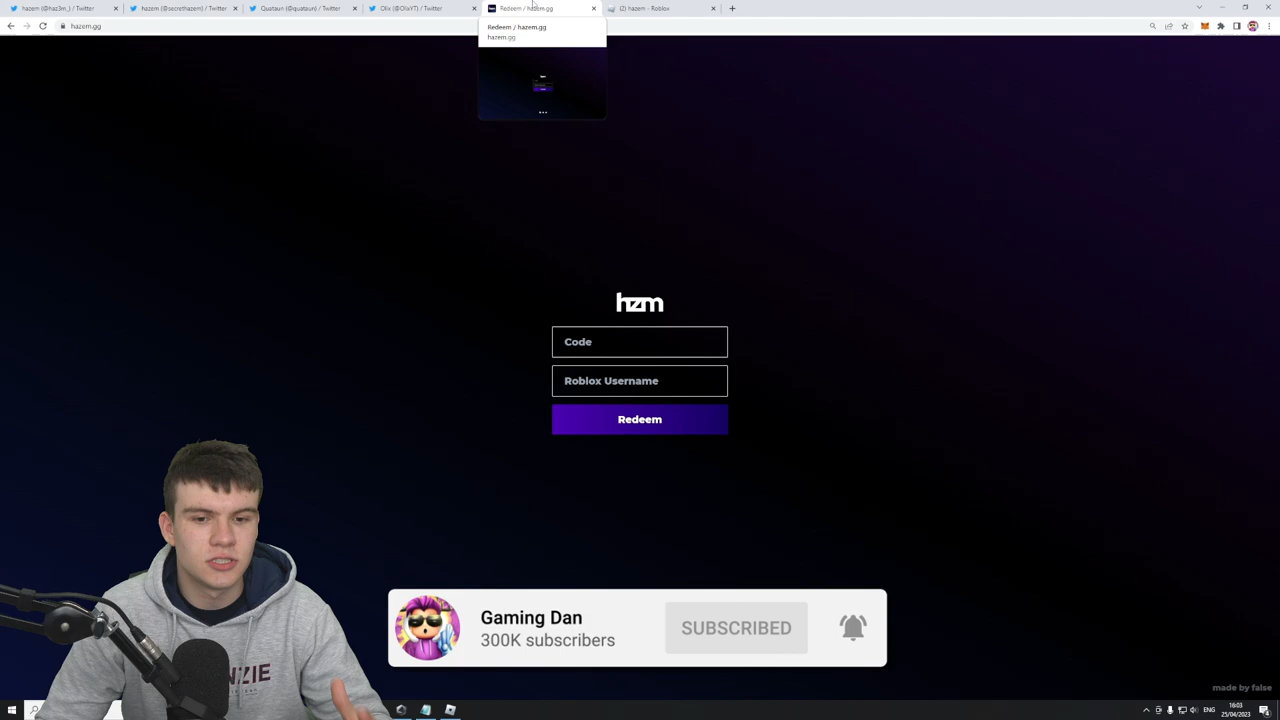 hazem (@haz3m_) / Twitter
hazem (@secrethazem) / Twitter
Quataun (@quataun) / Twitter
Olix (@OlixYT) / Twitter
Redeem / hazem.gg
(2) hazem - Roblox
hazem.gg
Redeem / hazem.gg
hazem.gg
hzm
Code
Roblox Username
Redeem
Gaming Dan
300K subscribers
SUBSCRIBED
NZIE
made by false
ENG
16:03
25/04/2023